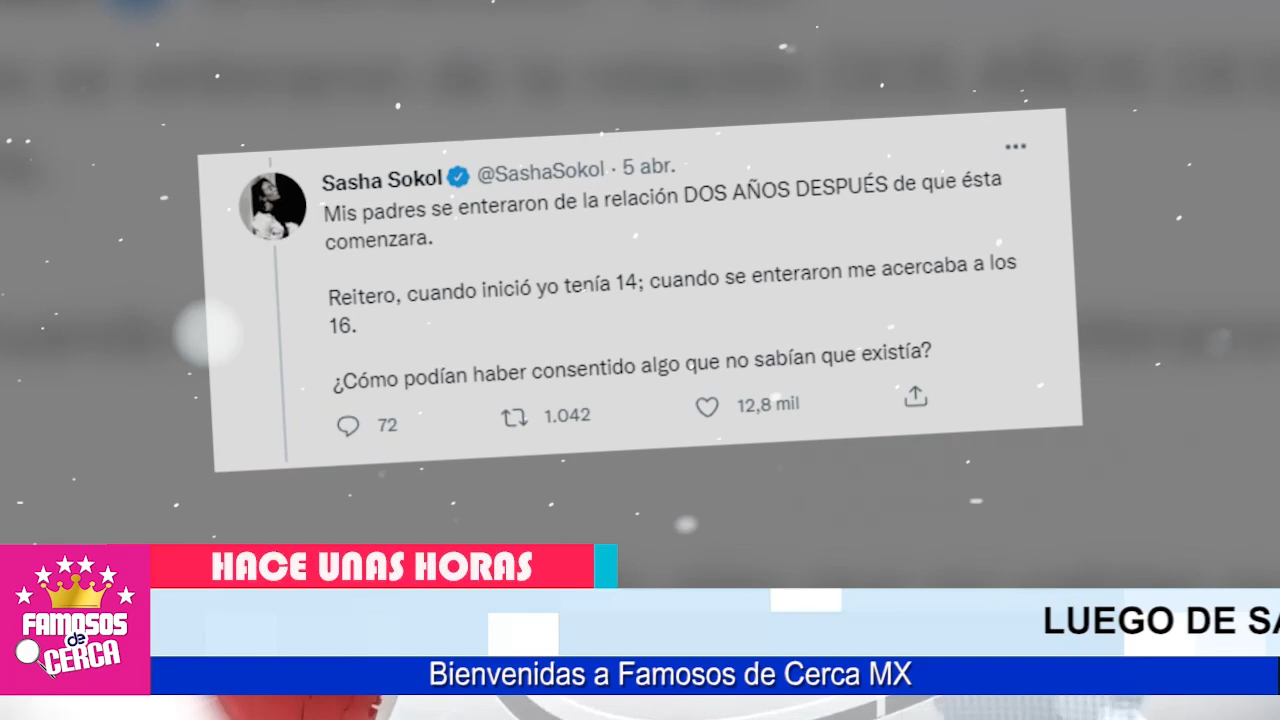 Sasha Sokol @SashaSokol · 5 abr.
Mis padres se enteraron de la relación DOS AÑOS DESPUÉS de que ésta
comenzara.
Reitero, cuando inició yo tenía 14; cuando se enteraron me acercaba a los
16.
¿Cómo podían haber consentido algo que no sabían que existía?
72 1.042 12,8 mil
HACE UNAS HORAS
FAMOSOS
de
CERCA
LUEGO DE
Bienvenidas a Famosos de Cerca MX